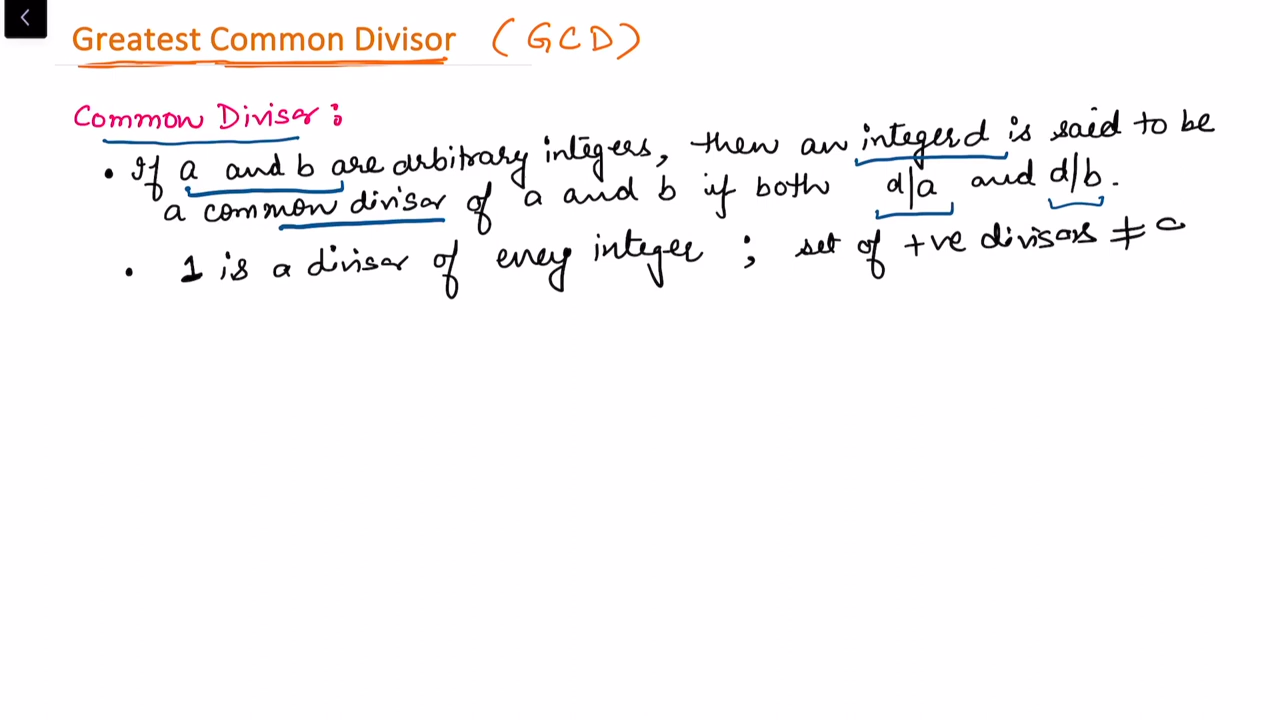 Greatest Common Divisor (GCD)
Common Divisor:
• If a and b are arbitrary integers, then an integer d is said to be
a common divisor of a and b if both d|a and d|b.
• 1 is a divisor of every integer ; set of +ve divisors ≠